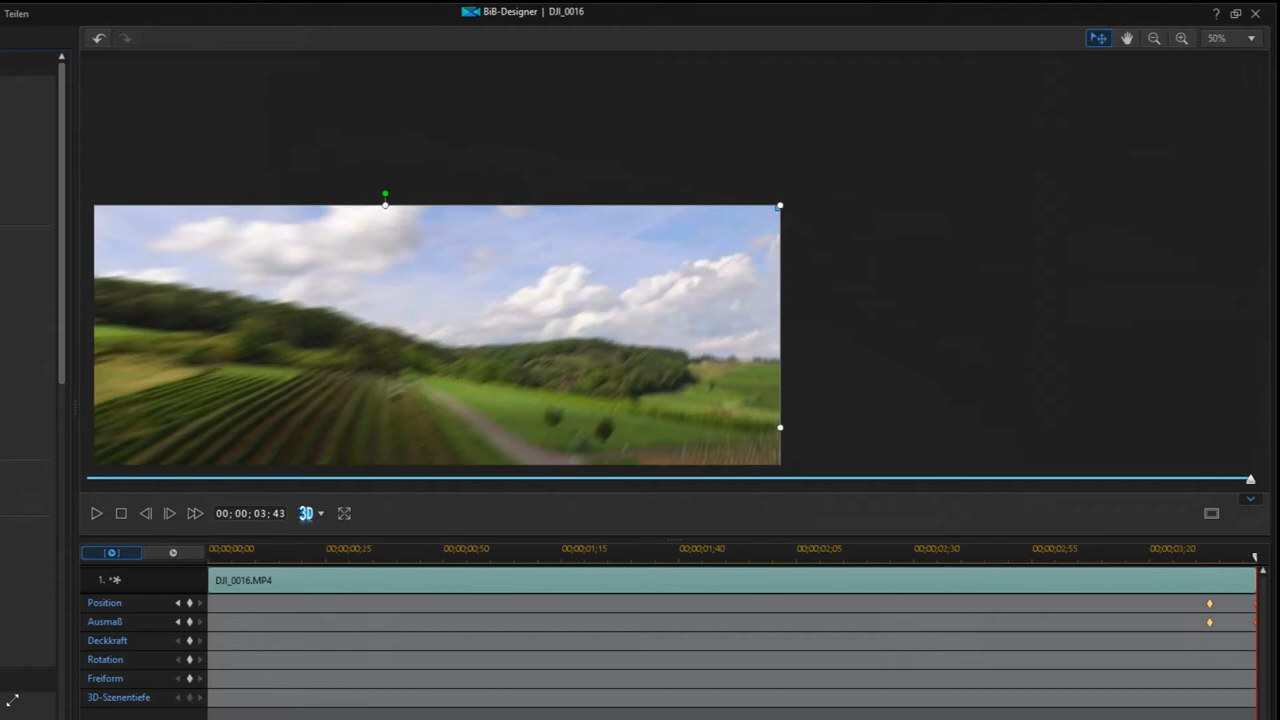 Teilen
BiB-Designer | DJI_0016
?
50%
00; 00; 03; 43
3D
00;00;00;00 00;00;00;25 00;00;00;50 00;00;01;15 00;00;01;40 00;00;02;05 00;00;02;30 00;00;02;55 00;00;03;20
1. DJI_0016.MP4
Position
Ausmaß
Deckkraft
Rotation
Freiform
3D-Szenentiefe